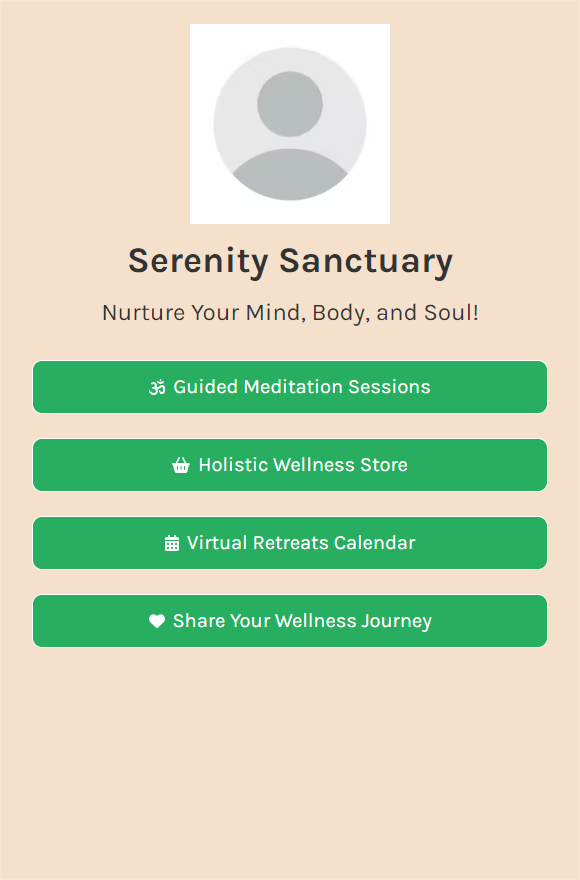 Serenity Sanctuary
Nurture Your Mind, Body, and Soul!
Guided Meditation Sessions
Holistic Wellness Store
Virtual Retreats Calendar
Share Your Wellness Journey